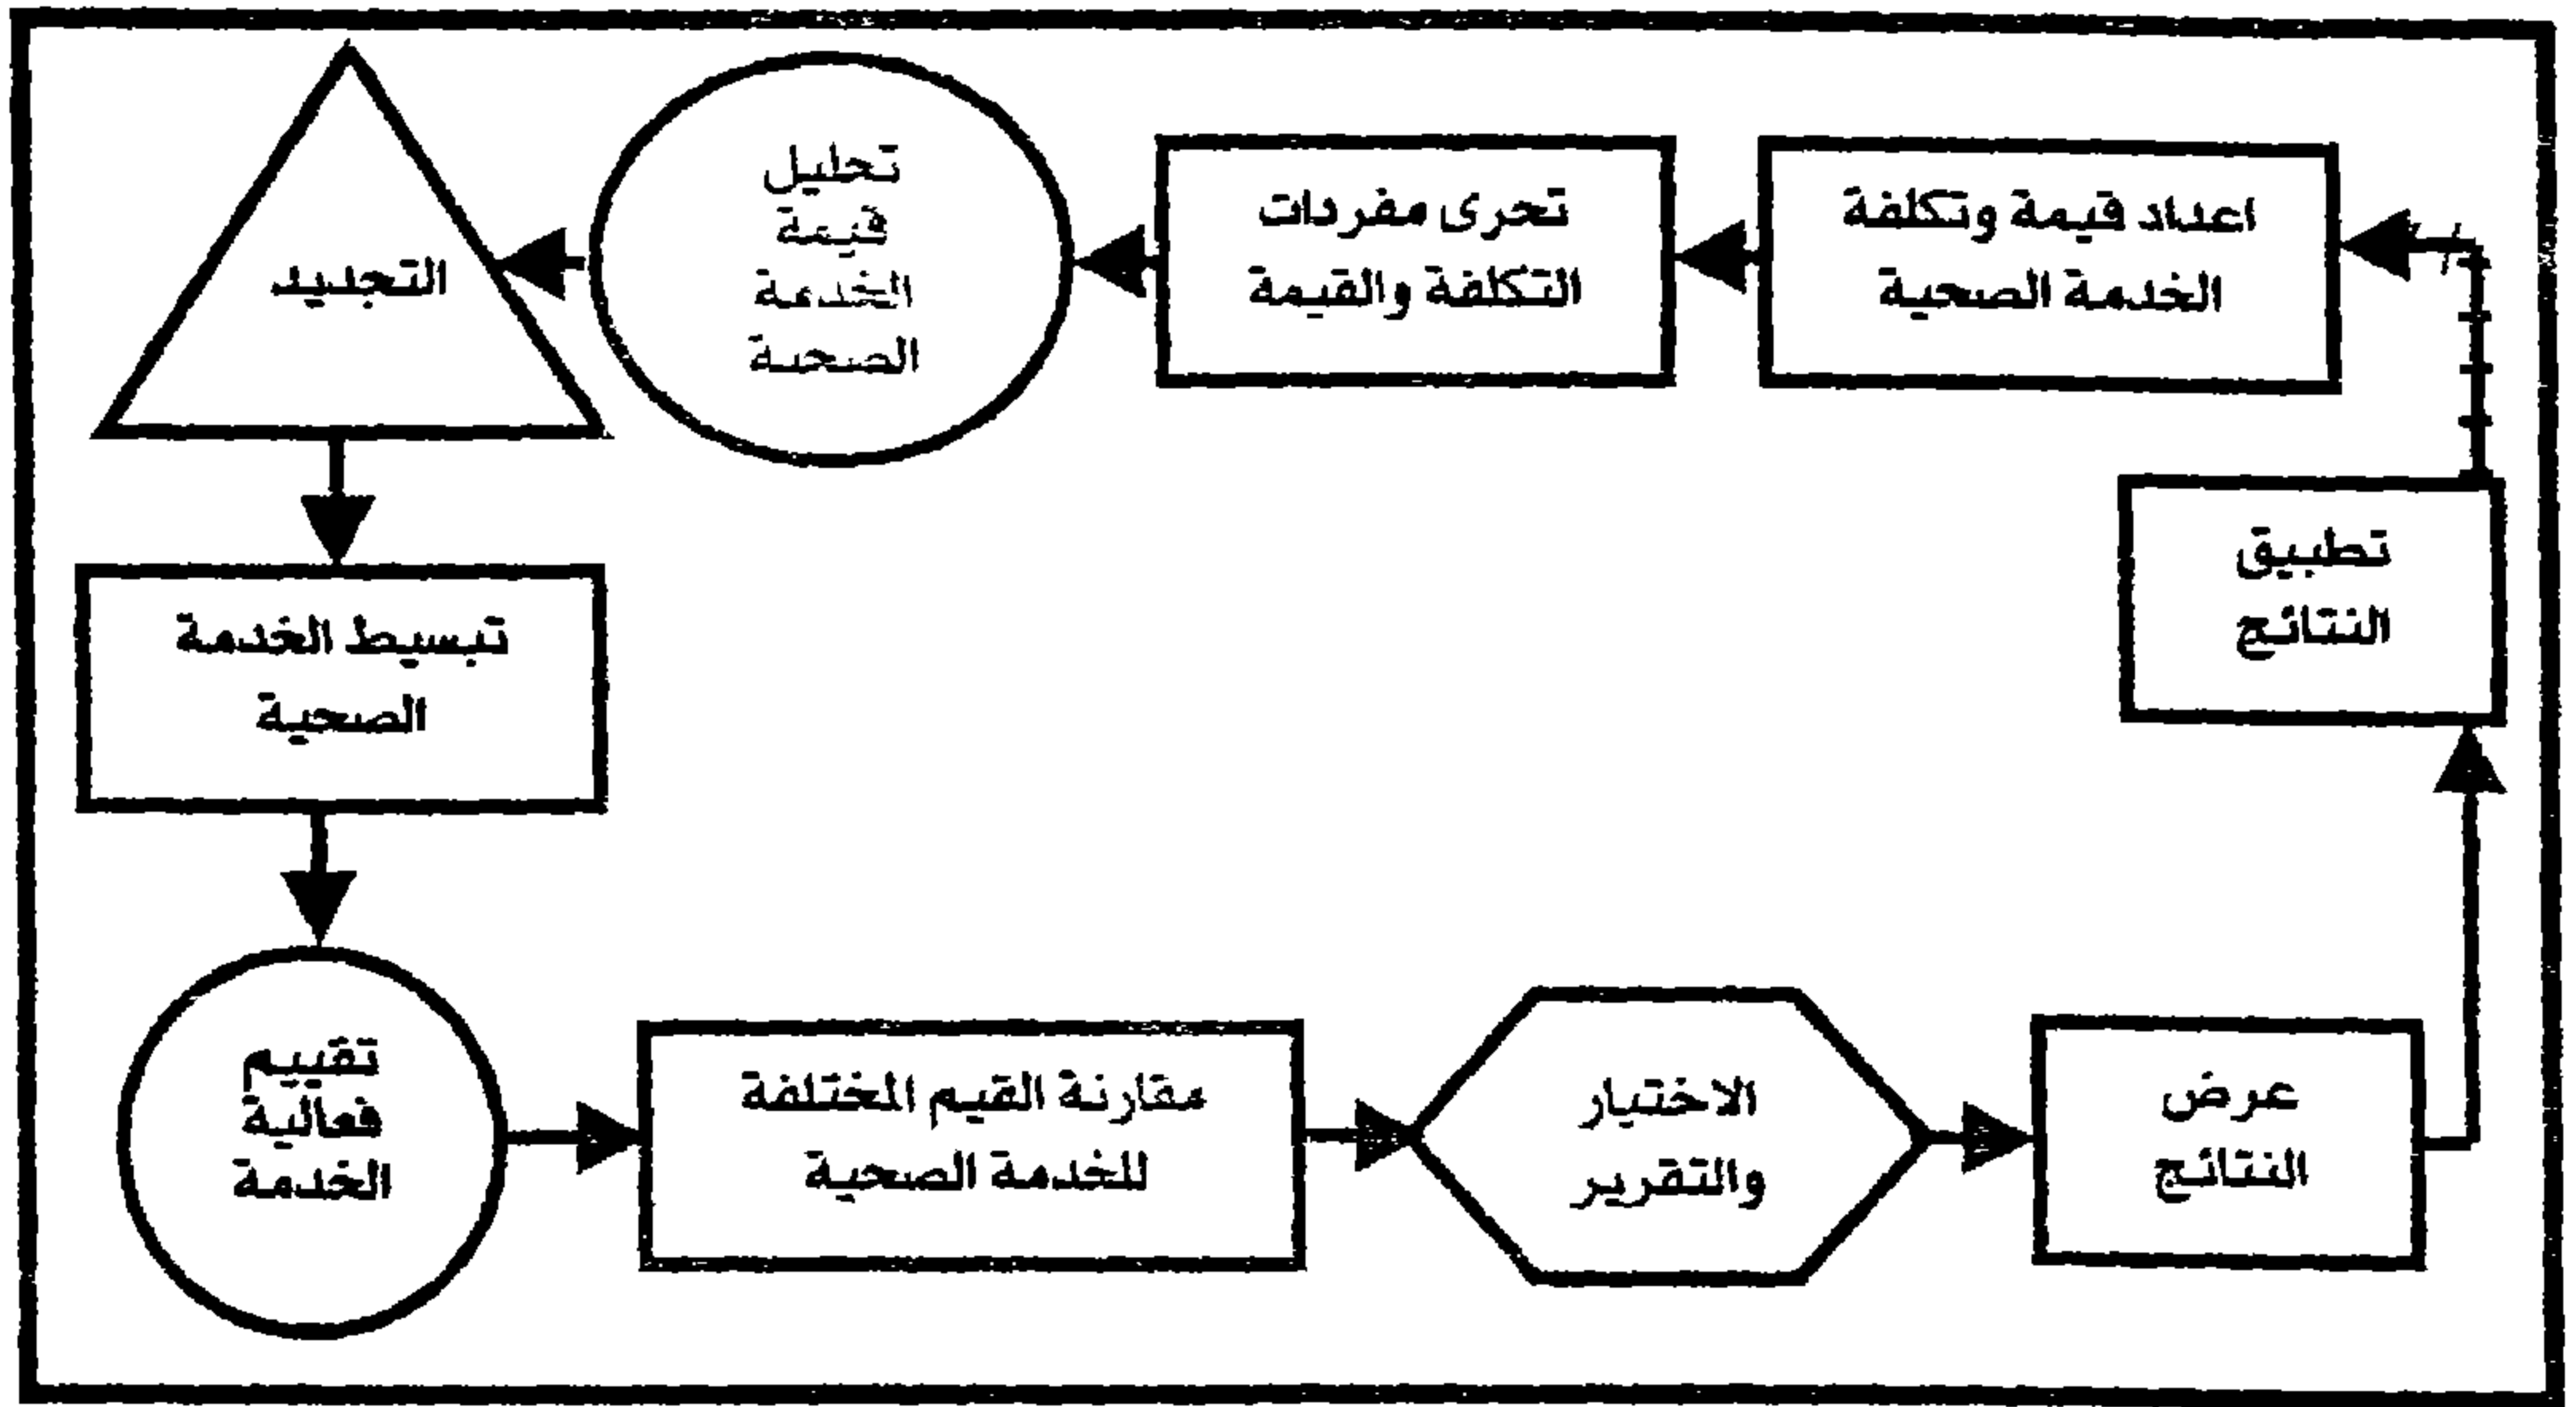 اعداد قيمة وتكلفة
الخدمة الصحية
تحرى مفردات
التكلفة والقيمة
تحليل
قيمة
الخدمة
الصحية
التجديد
تبسيط الخدمة
الصحية
تقييم
فعالية
الخدمة
مقارنة القيم المختلفة
للخدمة الصحية
الاختيار
والتقرير
عرض
النتائج
تطبيق
النتائج